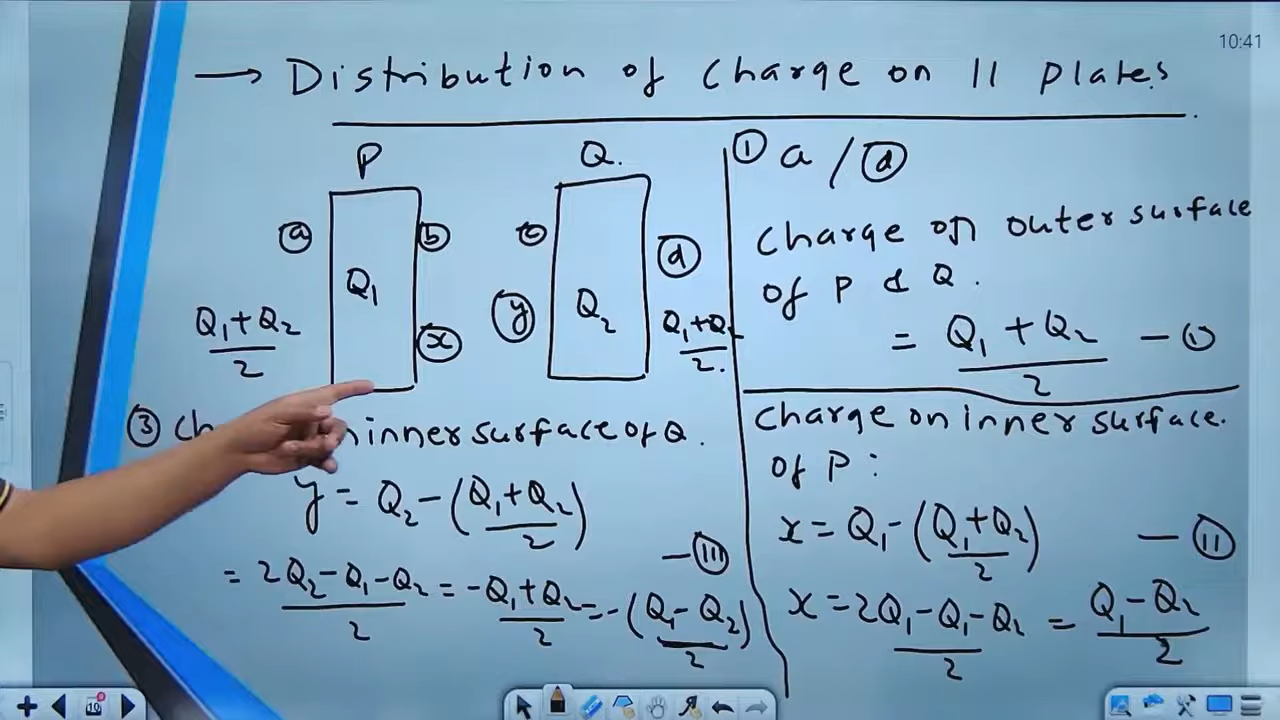 10:41
→ Distribution of charge on 11 plates
P Q.
① a / ⓓ
ⓐ ⓑ ⓒ ⓓ
Charge on outer surface
of P & Q.
Q₁ Q₂
(Q₁+Q₂)/2 ⓧ ⓨ (Q₁+Q₂)/2.
= (Q₁+Q₂)/2 — ①
③ inner surface of Q.
y = Q₂-((Q₁+Q₂)/2)
— ⑪⑪
= (2Q₂-Q₁-Q₂)/2 = (-Q₁+Q₂)/2 = -((Q₁-Q₂)/2)
Charge on inner surface.
of P :
x = Q₁-((Q₁+Q₂)/2) — ⑪
x = (2Q₁-Q₁-Q₂)/2 = (Q₁-Q₂)/2
10